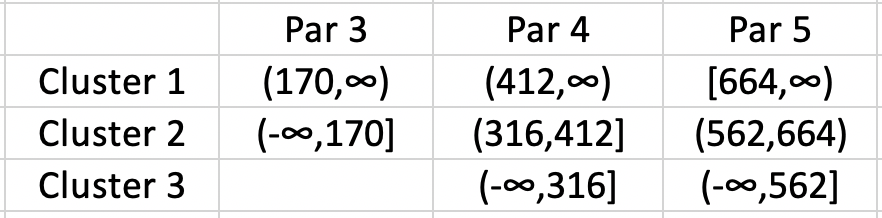 Par 3 Par 4 Par 5
Cluster 1 (170,∞) (412,∞) [664,∞)
Cluster 2 (-∞,170] (316,412] (562,664)
Cluster 3 (-∞,316] (-∞,562]